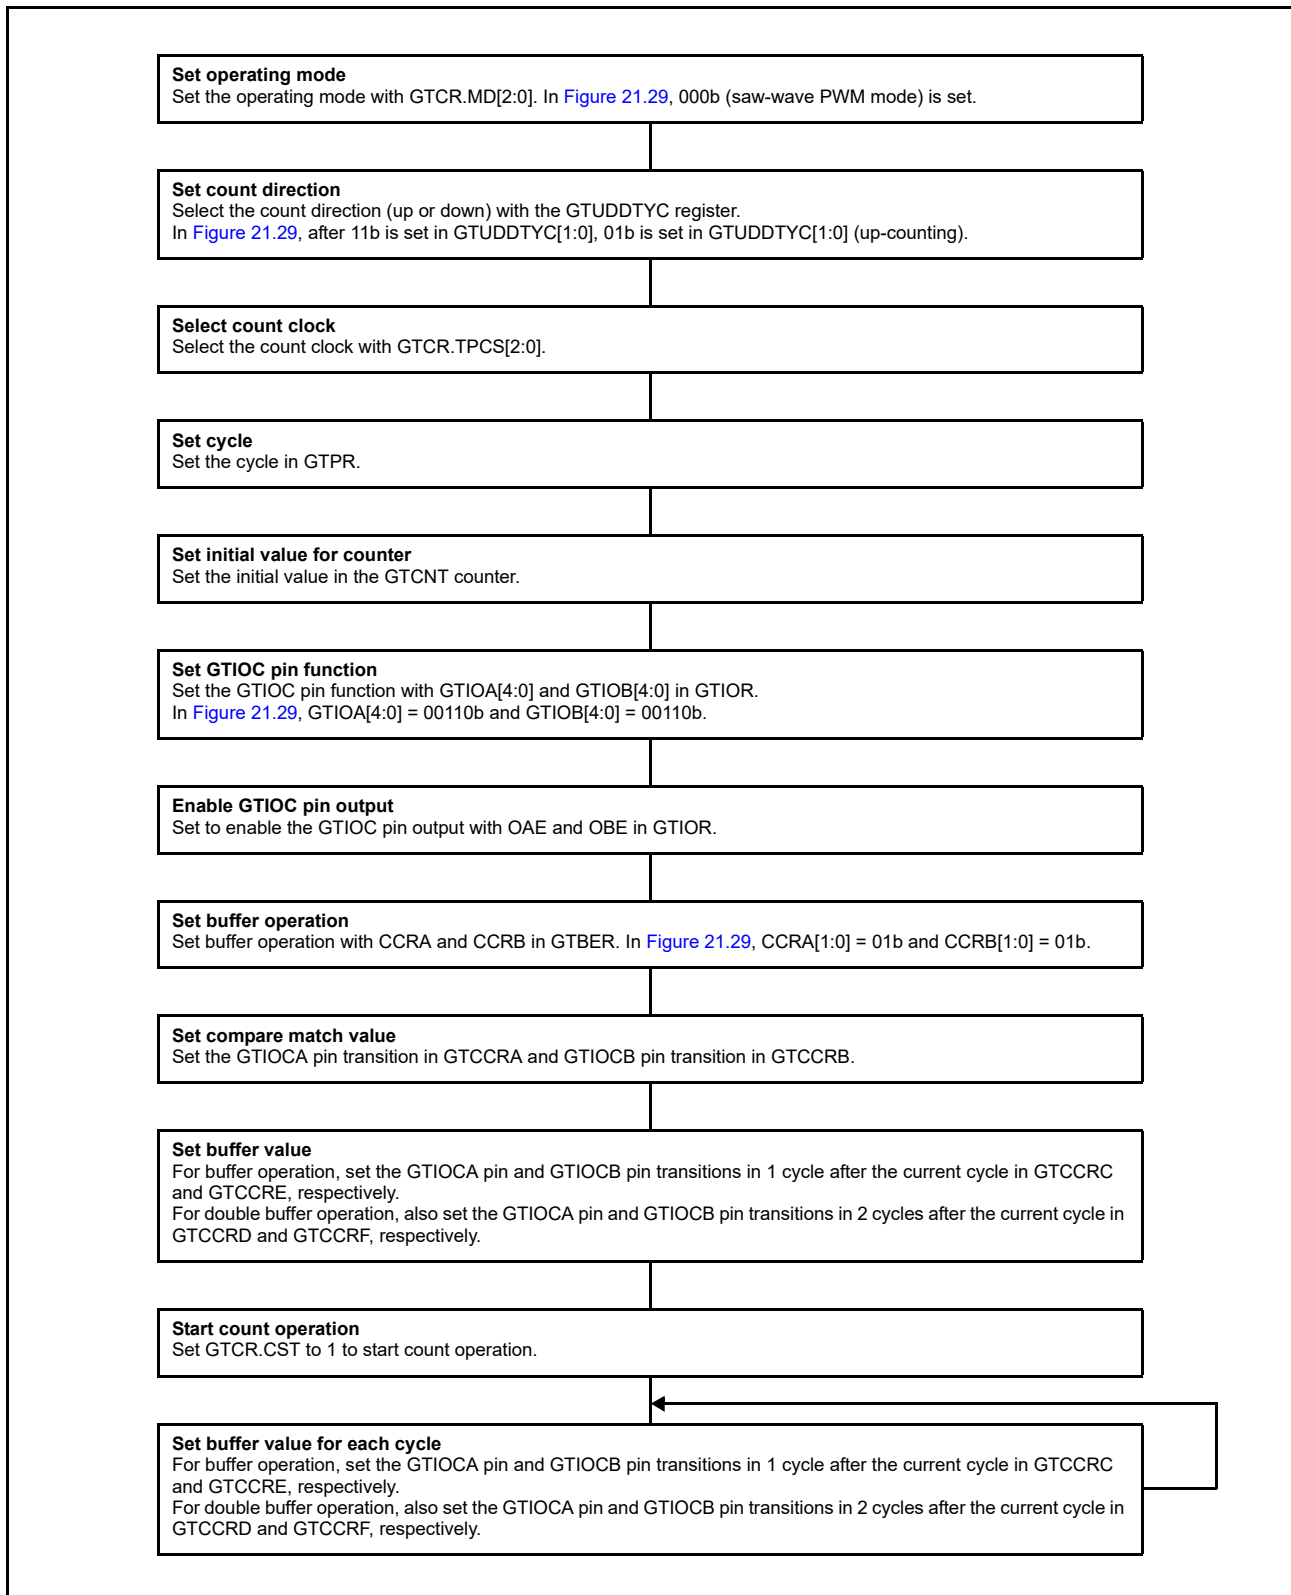 Set operating mode
Set the operating mode with GTCR.MD[2:0]. In Figure 21.29, 000b (saw-wave PWM mode) is set.
Set count direction
Select the count direction (up or down) with the GTUDDTYC register.
In Figure 21.29, after 11b is set in GTUDDTYC[1:0], 01b is set in GTUDDTYC[1:0] (up-counting).
Select count clock
Select the count clock with GTCR.TPCS[2:0].
Set cycle
Set the cycle in GTPR.
Set initial value for counter
Set the initial value in the GTCNT counter.
Set GTIOC pin function
Set the GTIOC pin function with GTIOA[4:0] and GTIOB[4:0] in GTIOR.
In Figure 21.29, GTIOA[4:0] = 00110b and GTIOB[4:0] = 00110b.
Enable GTIOC pin output
Set to enable the GTIOC pin output with OAE and OBE in GTIOR.
Set buffer operation
Set buffer operation with CCRA and CCRB in GTBER. In Figure 21.29, CCRA[1:0] = 01b and CCRB[1:0] = 01b.
Set compare match value
Set the GTIOCA pin transition in GTCCRA and GTIOCB pin transition in GTCCRB.
Set buffer value
For buffer operation, set the GTIOCA pin and GTIOCB pin transitions in 1 cycle after the current cycle in GTCCRC
and GTCCRE, respectively.
For double buffer operation, also set the GTIOCA pin and GTIOCB pin transitions in 2 cycles after the current cycle in
GTCCRD and GTCCRF, respectively.
Start count operation
Set GTCR.CST to 1 to start count operation.
Set buffer value for each cycle
For buffer operation, set the GTIOCA pin and GTIOCB pin transitions in 1 cycle after the current cycle in GTCCRC
and GTCCRE, respectively.
For double buffer operation, also set the GTIOCA pin and GTIOCB pin transitions in 2 cycles after the current cycle in
GTCCRD and GTCCRF, respectively.